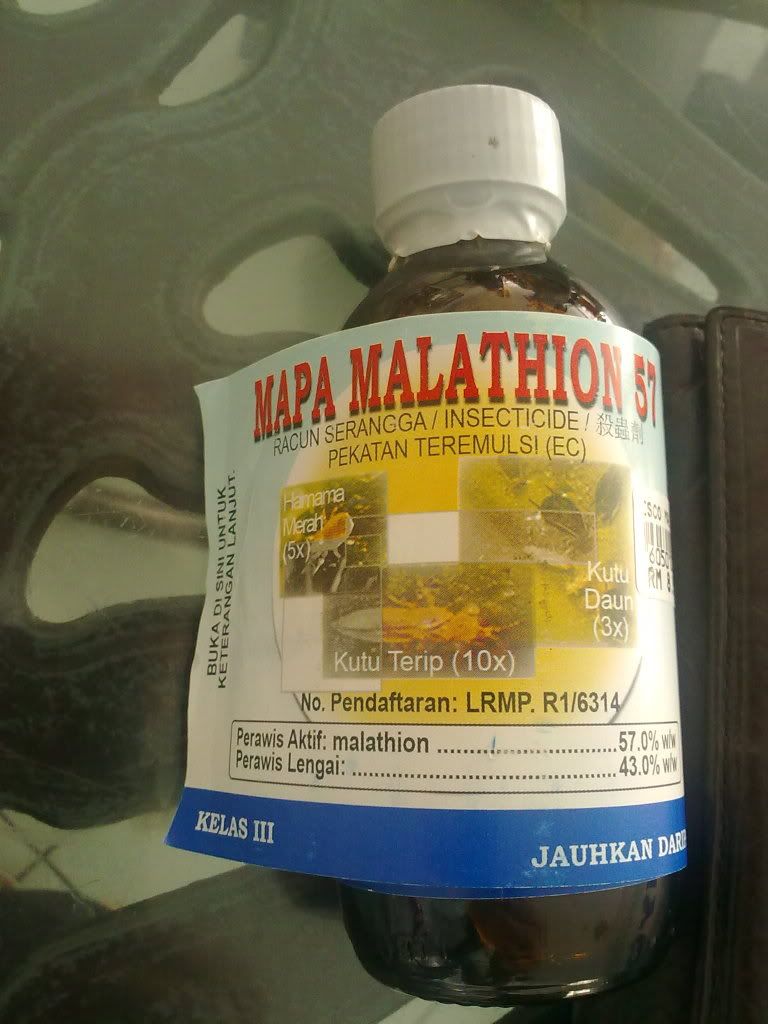 MAPA MALATHION 57
RACUN SERANGGA / INSECTICIDE / 殺蟲劑
PEKATAN TEREMULSI (EC)
Hamama
Merah
(5x)
Kutu
Daun
(3x)
Kutu Terip (10x)
No. Pendaftaran: LRMP. R1/6314
Perawis Aktif: malathion ........................57.0% w/w
Perawis Lengai: ....................................43.0% w/w
KELAS III
JAUHKAN
BUKA DI SINI UNTUK
KETERANGAN LANJUT.
RM